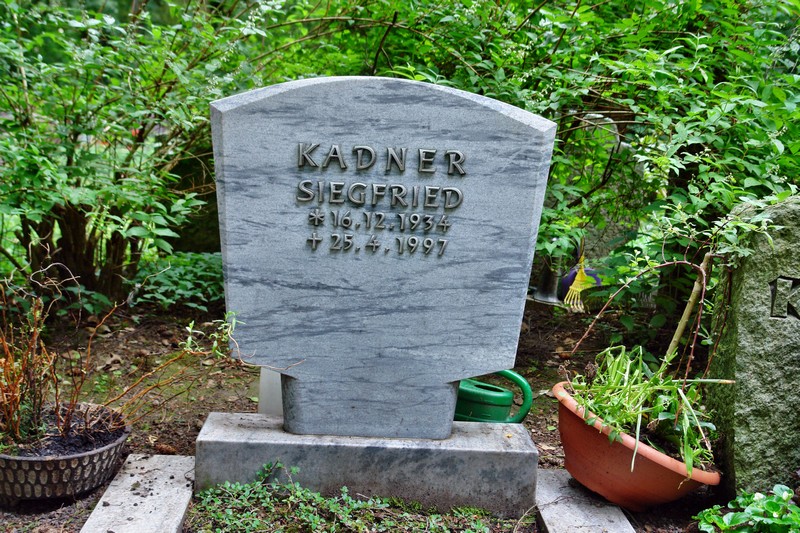 KADNER
SIEGFRIED
* 16.12.1934
† 25.4.1997
K